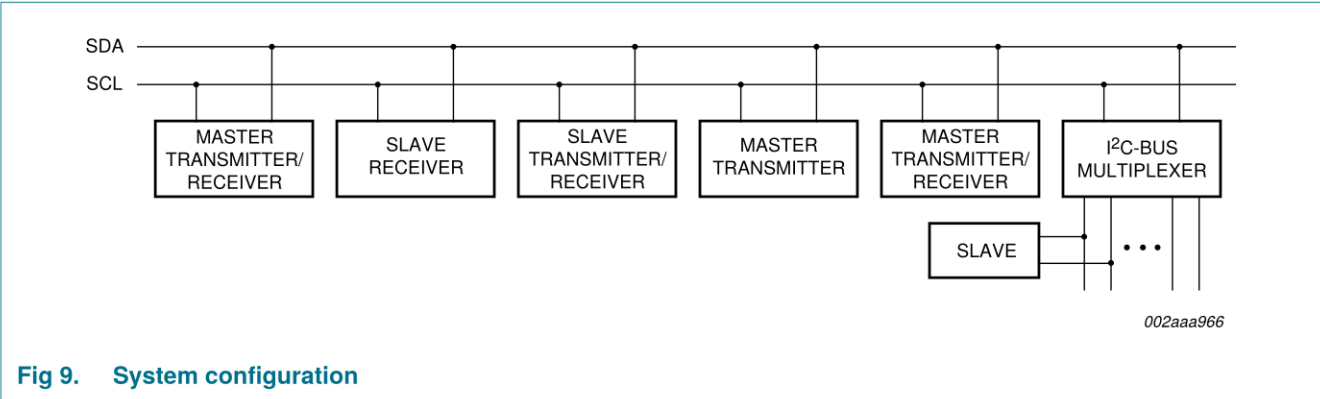 SDA
SCL
MASTER
TRANSMITTER/
RECEIVER
SLAVE
RECEIVER
SLAVE
TRANSMITTER/
RECEIVER
MASTER
TRANSMITTER
MASTER
TRANSMITTER/
RECEIVER
I²C-BUS
MULTIPLEXER
SLAVE
002aaa966
Fig 9. System configuration